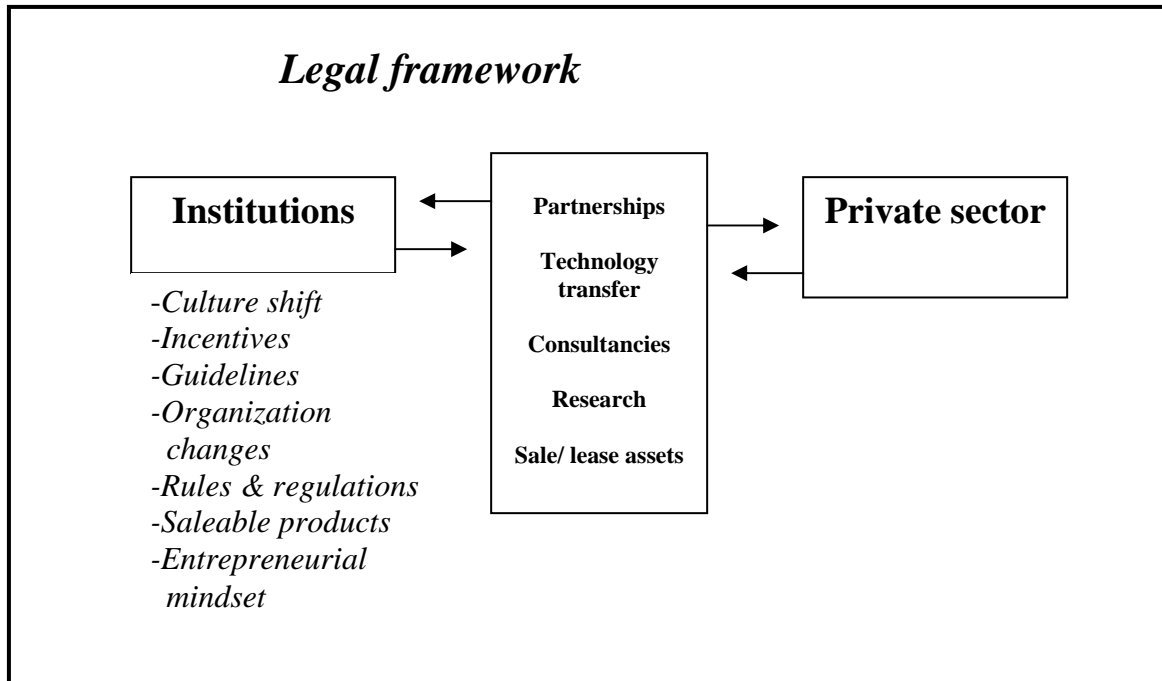 Legal framework
Institutions
-Culture shift
-Incentives
-Guidelines
-Organization
changes
-Rules & regulations
-Saleable products
-Entrepreneurial
mindset
Partnerships
Technology
transfer
Consultancies
Research
Sale/ lease assets
Private sector